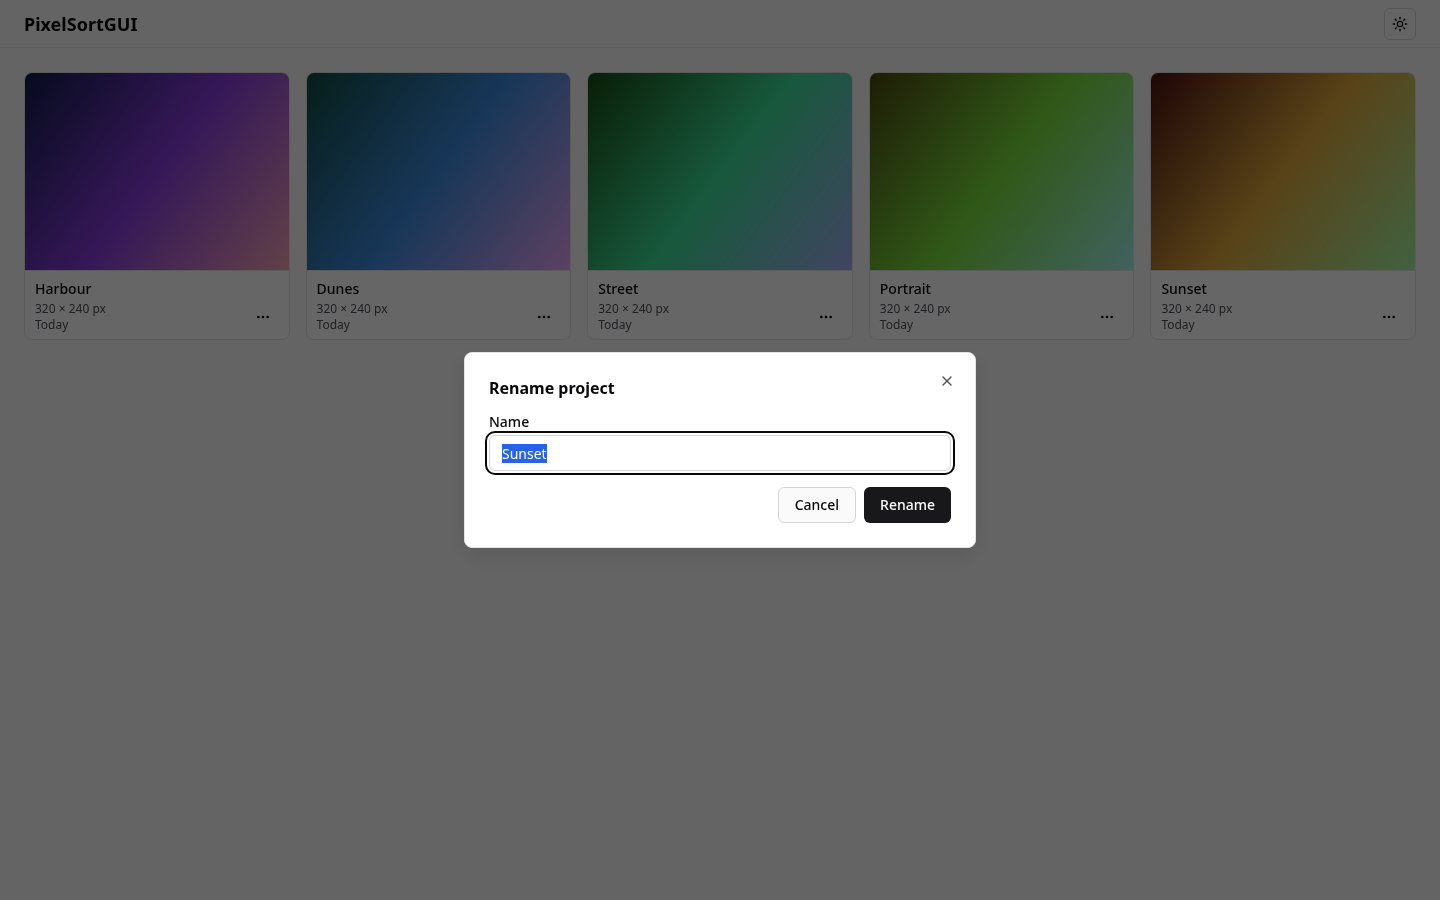 PixelSortGUI
Harbour
320 × 240 px
Today
Dunes
320 × 240 px
Today
Street
320 × 240 px
Today
Portrait
320 × 240 px
Today
Sunset
320 × 240 px
Today
Rename project
Name
Sunset
Cancel
Rename